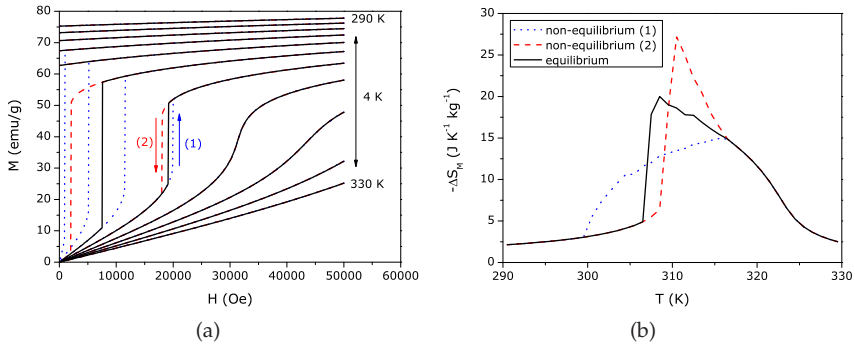 80
70
60
50
40
30
20
10
0
M (emu/g)
0 10000 20000 30000 40000 50000 60000
H (Oe)
290 K
4 K
330 K
(2)
(1)
(a)
30
25
20
15
10
5
0
-ΔS_M (J K⁻¹ kg⁻¹)
290 300 310 320 330
T (K)
non-equilibrium (1)
non-equilibrium (2)
equilibrium
(b)